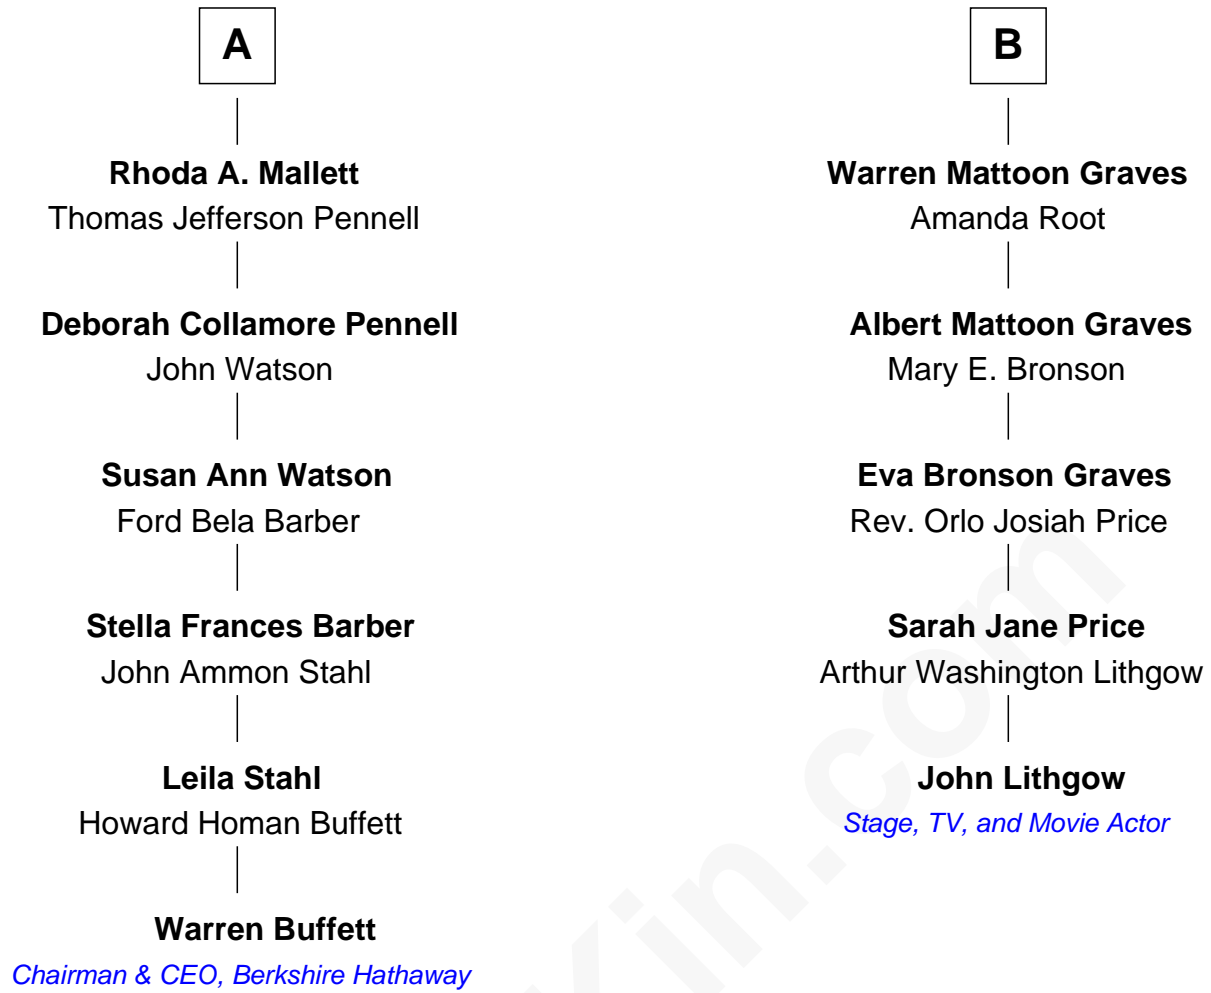 A
Rhoda A. Mallett
Thomas Jefferson Pennell
Deborah Collamore Pennell
John Watson
Susan Ann Watson
Ford Bela Barber
Stella Frances Barber
John Ammon Stahl
Leila Stahl
Howard Homan Buffett
Warren Buffett
Chairman & CEO, Berkshire Hathaway
B
Warren Mattoon Graves
Amanda Root
Albert Mattoon Graves
Mary E. Bronson
Eva Bronson Graves
Rev. Orlo Josiah Price
Sarah Jane Price
Arthur Washington Lithgow
John Lithgow
Stage, TV, and Movie Actor
Kin.com